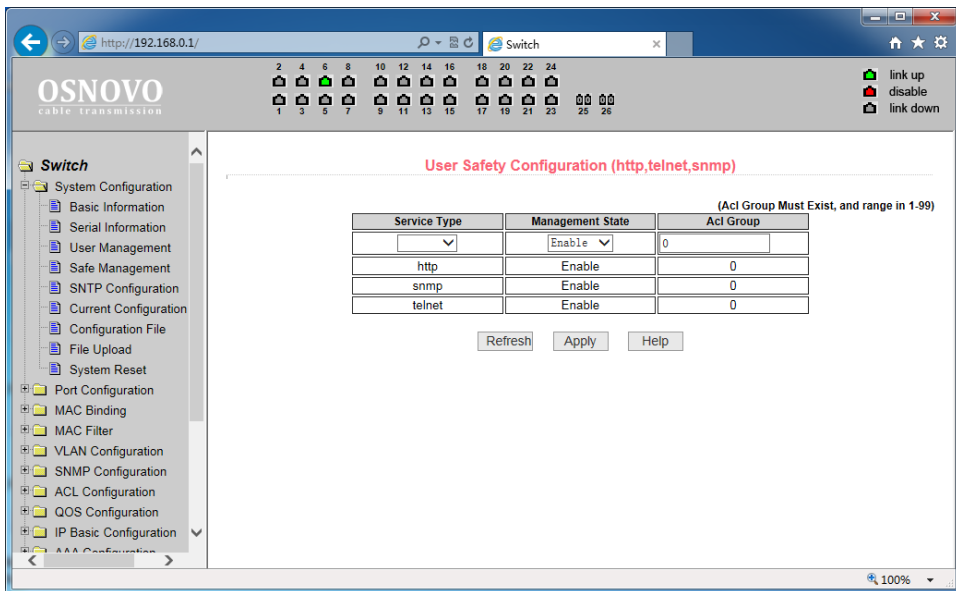 http://192.168.0.1/
Switch
OSNOVO
cable transmission
2 4 6 8 10 12 14 16 18 20 22 24
1 3 5 7 9 11 13 15 17 19 21 23 25 26
link up
disable
link down
Switch
System Configuration
Basic Information
Serial Information
User Management
Safe Management
SNTP Configuration
Current Configuration
Configuration File
File Upload
System Reset
Port Configuration
MAC Binding
MAC Filter
VLAN Configuration
SNMP Configuration
ACL Configuration
QOS Configuration
IP Basic Configuration
AAA Configuration
User Safety Configuration (http,telnet,snmp)
(Acl Group Must Exist, and range in 1-99)
Service Type Management State Acl Group
Enable 0
http Enable 0
snmp Enable 0
telnet Enable 0
Refresh Apply Help
100%